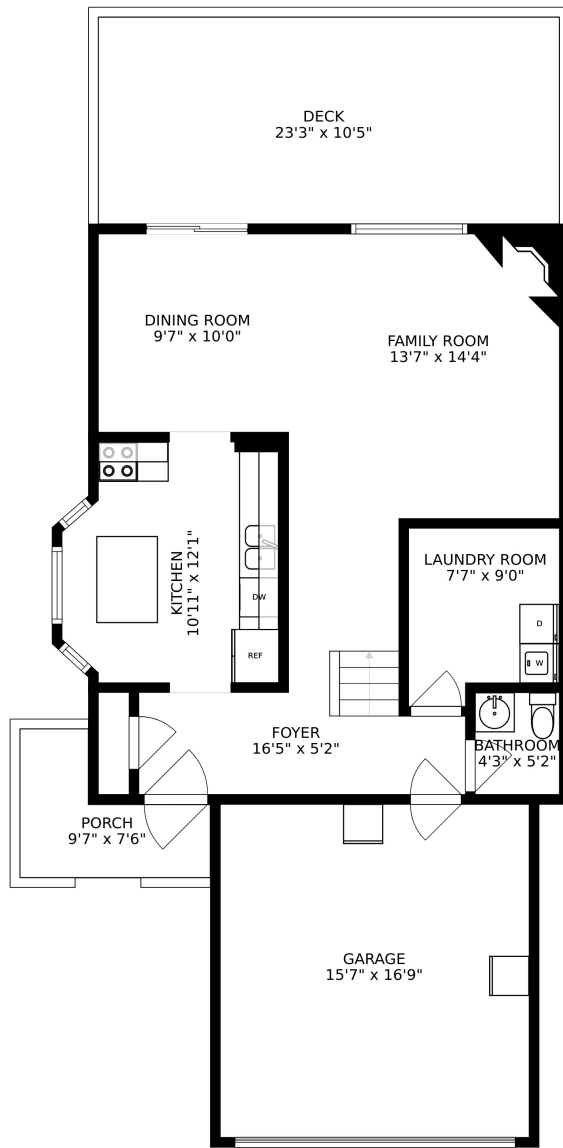 DECK
23'3" x 10'5"
DINING ROOM
9'7" x 10'0"
FAMILY ROOM
13'7" x 14'4"
KITCHEN
10'11" x 12'1"
DW
REF
LAUNDRY ROOM
7'7" x 9'0"
D
W
FOYER
16'5" x 5'2"
BATHROOM
4'3" x 5'2"
PORCH
9'7" x 7'6"
GARAGE
15'7" x 16'9"